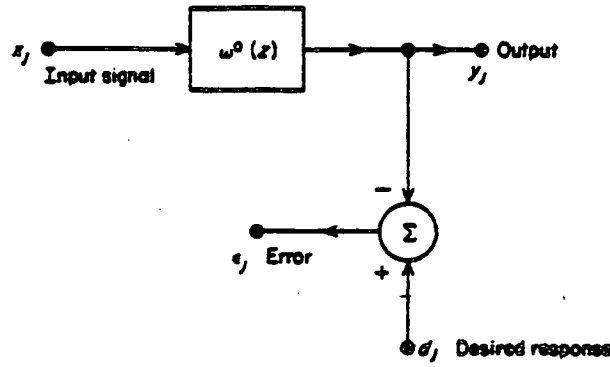 x_j
Input signal
ω^o (z)
Output
y_j
−
Σ
ϵ_j Error
+
d_j Desired response